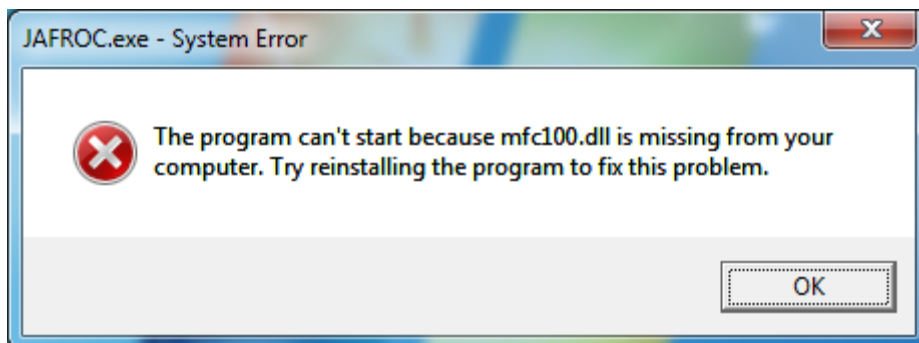 JAFROC.exe - System Error
The program can't start because mfc100.dll is missing from your
computer. Try reinstalling the program to fix this problem.
OK